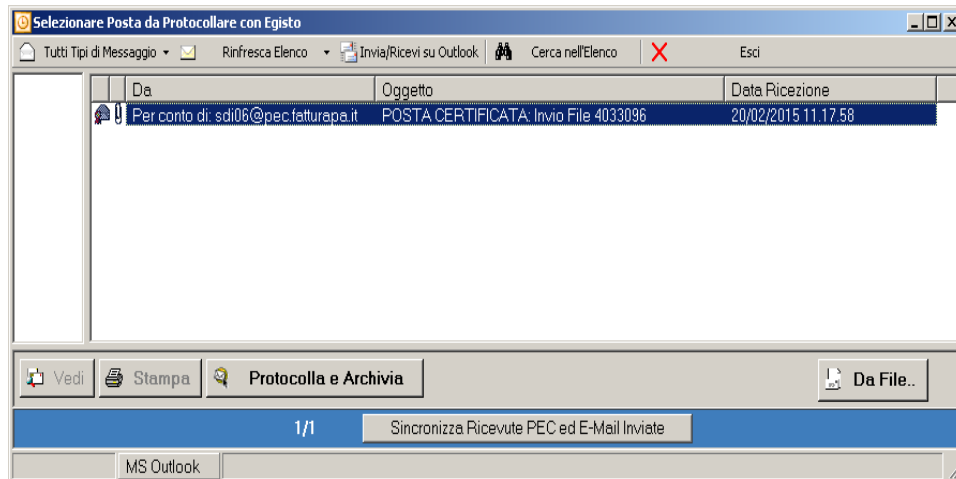 Selezionare Posta da Protocollare con Egisto
Tutti Tipi di Messaggio Rinfresca Elenco Invia/Ricevi su Outlook Cerca nell'Elenco Esci
Da Oggetto Data Ricezione
Per conto di: sdi06@pec.fatturapa.it POSTA CERTIFICATA: Invio File 4033096 20/02/2015 11.17.58
Vedi Stampa Protocolla e Archivia Da File..
1/1 Sincronizza Ricevute PEC ed E-Mail Inviate
MS Outlook